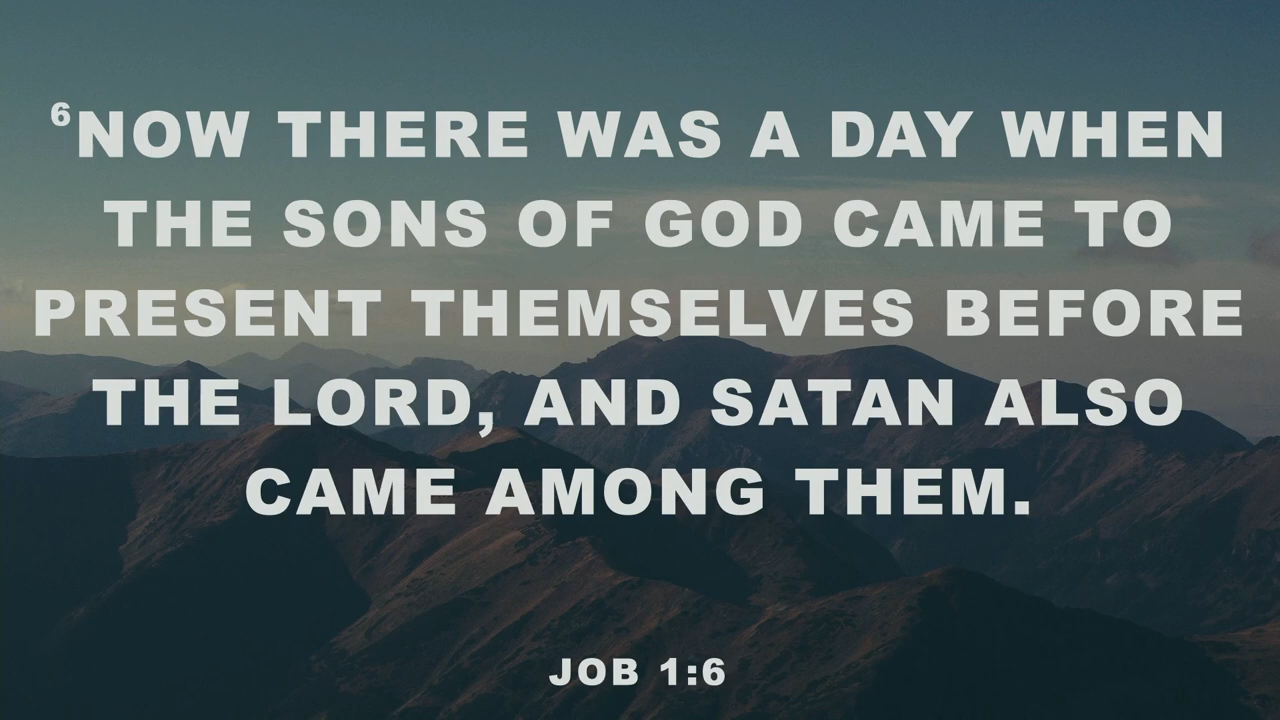 ⁶NOW THERE WAS A DAY WHEN
THE SONS OF GOD CAME TO
PRESENT THEMSELVES BEFORE
THE LORD, AND SATAN ALSO
CAME AMONG THEM.
JOB 1:6